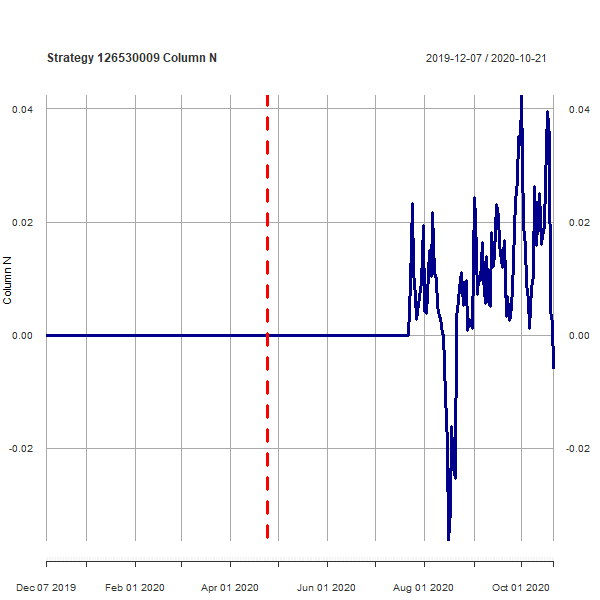 Strategy 126530009 Column N
2019-12-07 / 2020-10-21
0.04
0.04
0.02
0.02
Column N
0.00
0.00
-0.02
-0.02
Dec 07 2019
Feb 01 2020
Apr 01 2020
Jun 01 2020
Aug 01 2020
Oct 01 2020